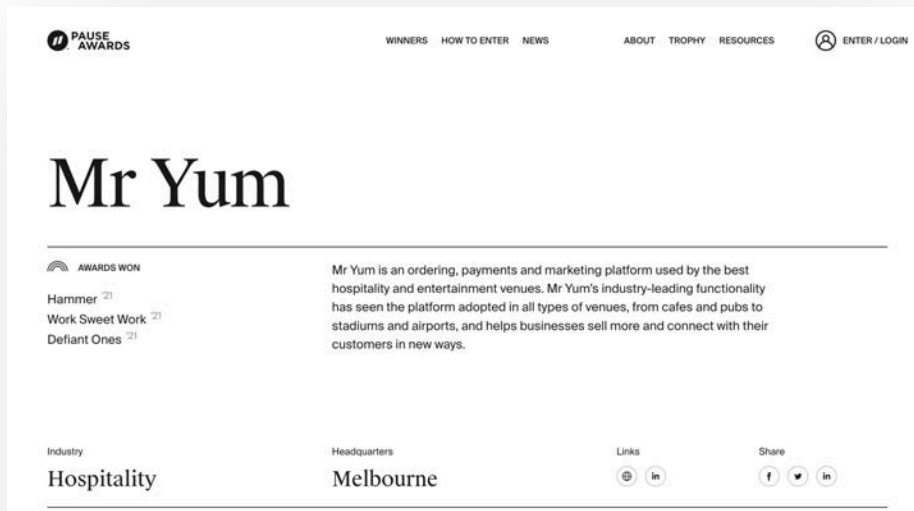 PAUSE
AWARDS
WINNERS HOW TO ENTER NEWS ABOUT TROPHY RESOURCES ENTER / LOGIN
Mr Yum
AWARDS WON
Hammer '21
Work Sweet Work '21
Defiant Ones '21
Mr Yum is an ordering, payments and marketing platform used by the best
hospitality and entertainment venues. Mr Yum's industry-leading functionality
has seen the platform adopted in all types of venues, from cafes and pubs to
stadiums and airports, and helps businesses sell more and connect with their
customers in new ways.
Industry
Hospitality
Headquarters
Melbourne
Links
in
Share
f in